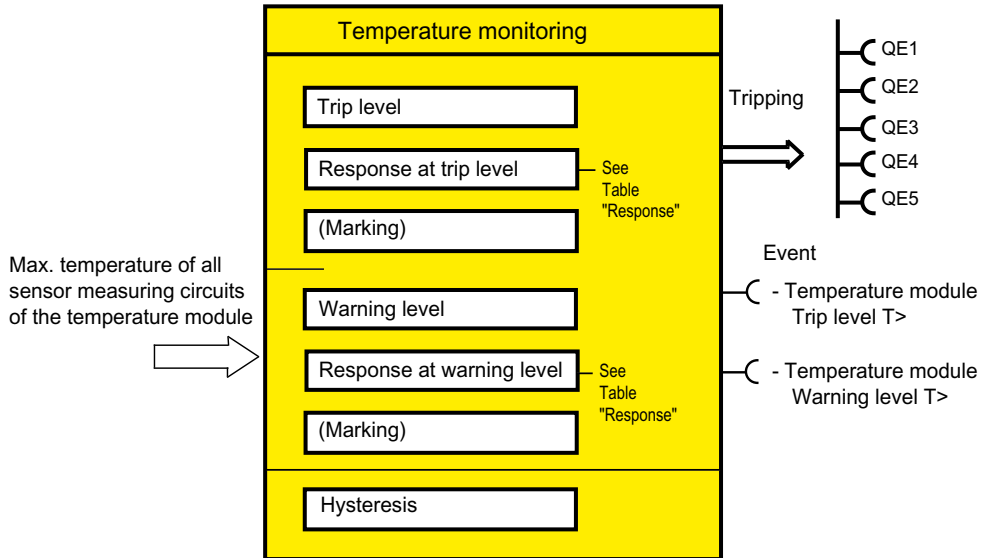 Temperature monitoring
Trip level
Response at trip level
See
Table
"Response"
(Marking)
Warning level
Response at warning level
See
Table
"Response"
(Marking)
Hysteresis
Max. temperature of all
sensor measuring circuits
of the temperature module
Tripping
QE1
QE2
QE3
QE4
QE5
Event
- Temperature module
Trip level T>
- Temperature module
Warning level T>